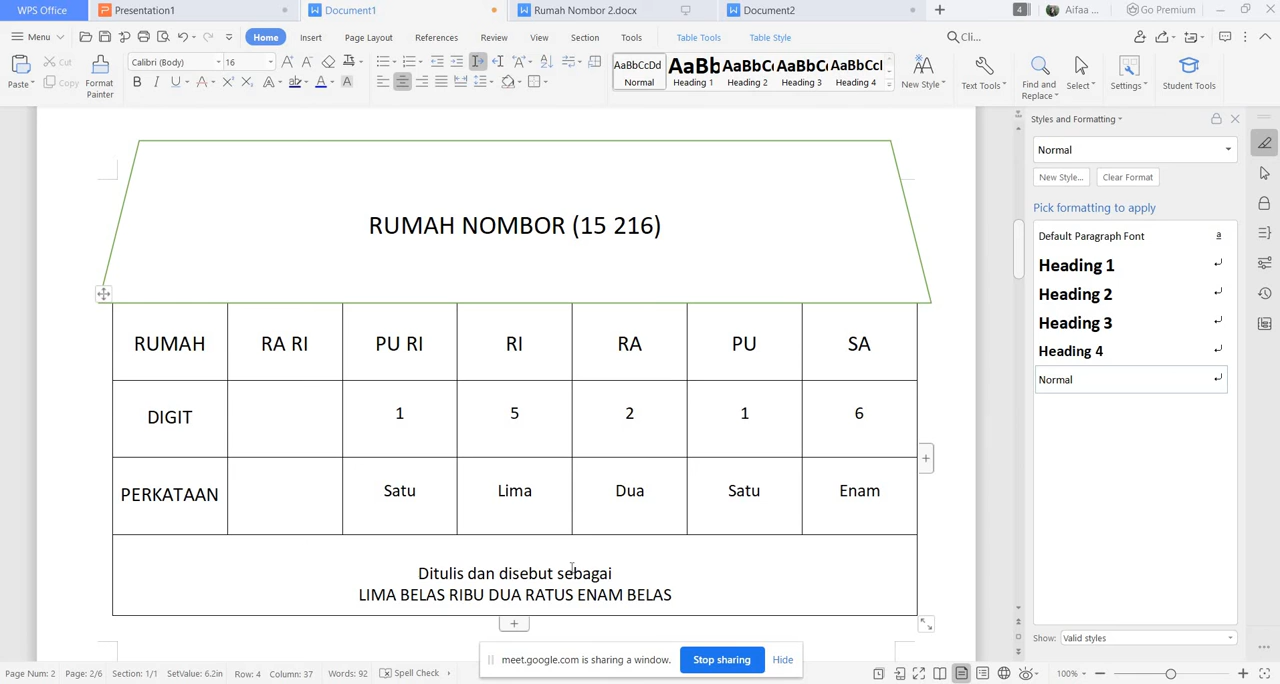 WPS Office
Presentation1
Document1
Rumah Nombor 2.docx
Document2
4
Aifaa ...
Go Premium
Menu
Home
Insert
Page Layout
References
Review
View
Section
Tools
Table Tools
Table Style
Cli...
Paste
Cut
Copy
Format Painter
Calibri (Body)
16
AaBbCcDd
Normal
Heading 1
Heading 2
Heading 3
Heading 4
New Style
Text Tools
Find and Replace
Select
Settings
Student Tools
RUMAH NOMBOR (15 216)
RUMAH RA RI PU RI RI RA PU SA
DIGIT 1 5 2 1 6
PERKATAAN Satu Lima Dua Satu Enam
Ditulis dan disebut sebagai
LIMA BELAS RIBU DUA RATUS ENAM BELAS
Styles and Formatting
Normal
New Style...
Clear Format
Pick formatting to apply
Default Paragraph Font a
Heading 1
Heading 2
Heading 3
Heading 4
Normal
Show: Valid styles
meet.google.com is sharing a window.
Stop sharing
Hide
Page Num: 2 Page: 2/6 Section: 1/1 SetValue: 6.2in Row: 4 Column: 37 Words: 92 Spell Check
100%